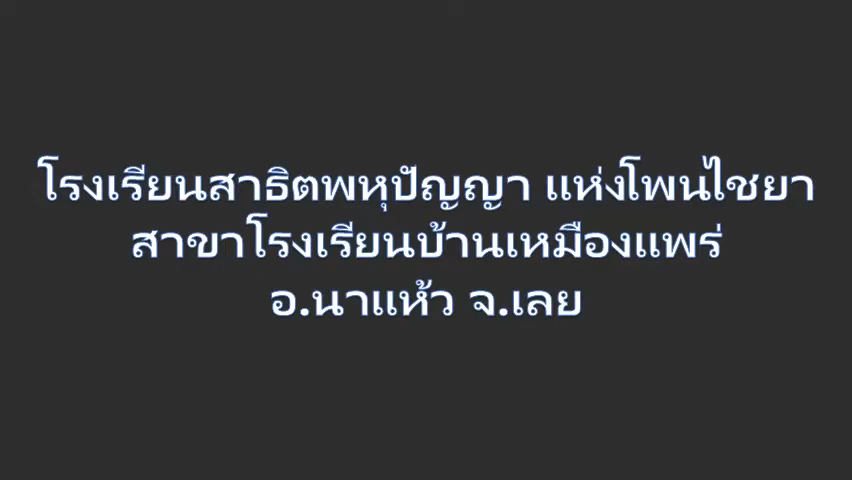 โรงเรียนสาธิตพหุปัญญา แห่งโพนไชยา
สาขาโรงเรียนบ้านเหมืองแพร่
อ.นาแห้ว จ.เลย